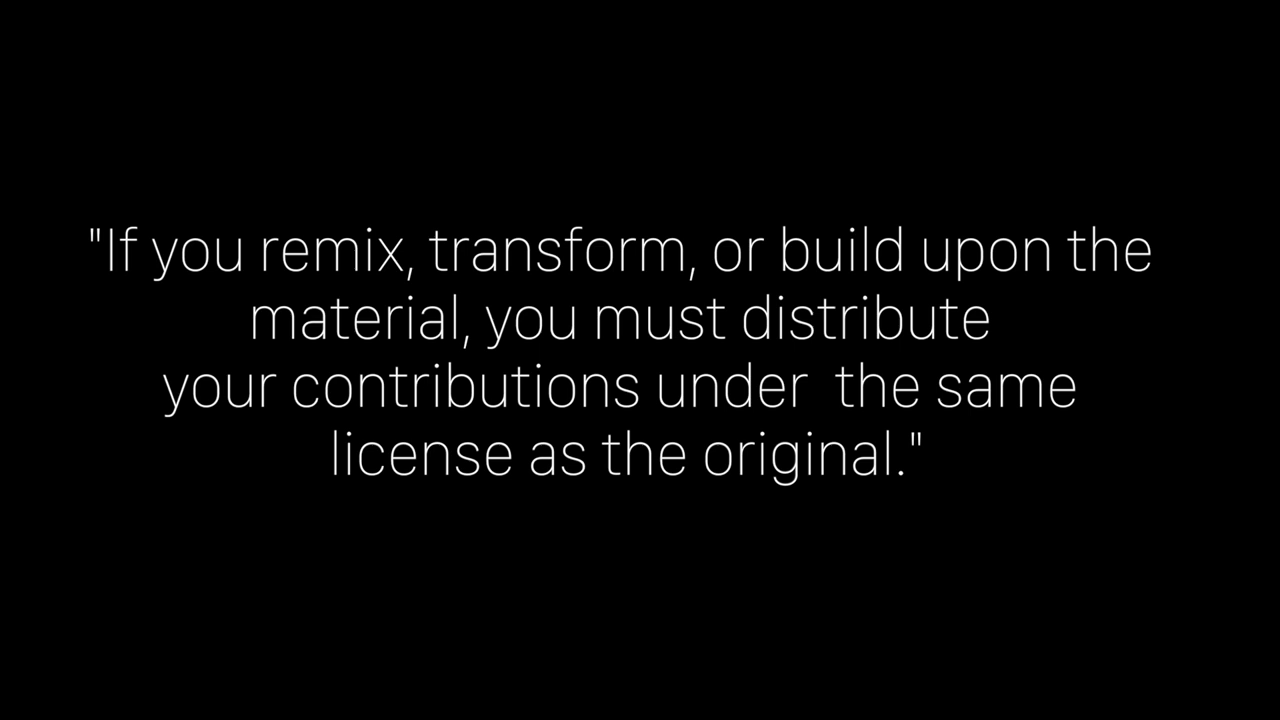 "If you remix, transform, or build upon the
material, you must distribute
your contributions under  the same
license as the original."